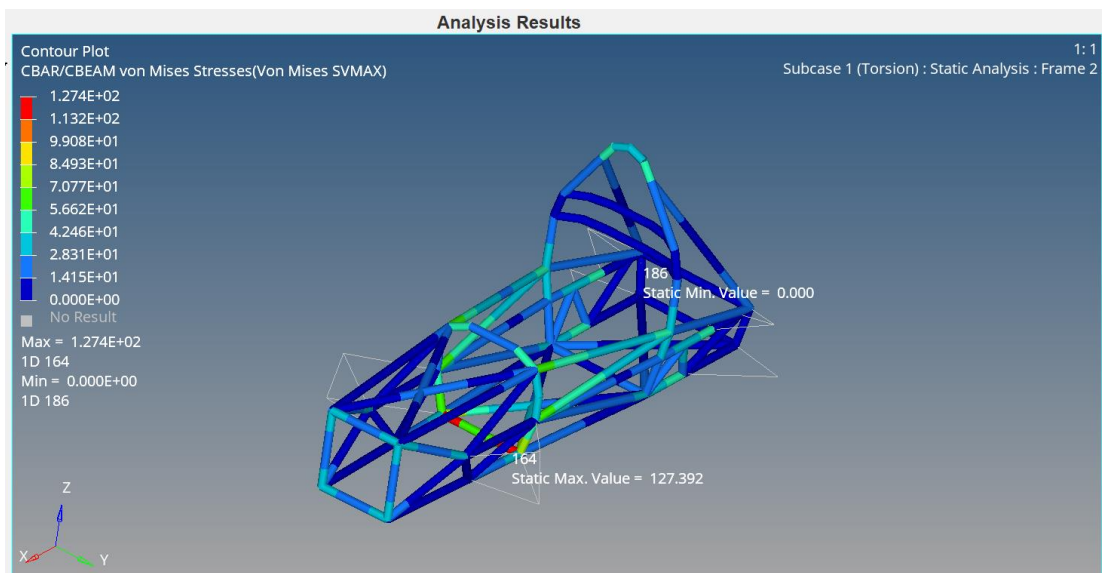 Analysis Results
Contour Plot
CBAR/CBEAM von Mises Stresses(Von Mises SVMAX)
1: 1
Subcase 1 (Torsion) : Static Analysis : Frame 2
1.274E+02
1.132E+02
9.908E+01
8.493E+01
7.077E+01
5.662E+01
4.246E+01
2.831E+01
1.415E+01
0.000E+00
No Result
Max = 1.274E+02
1D 164
Min = 0.000E+00
1D 186
186
Static Min. Value = 0.000
164
Static Max. Value = 127.392
Z
X
Y